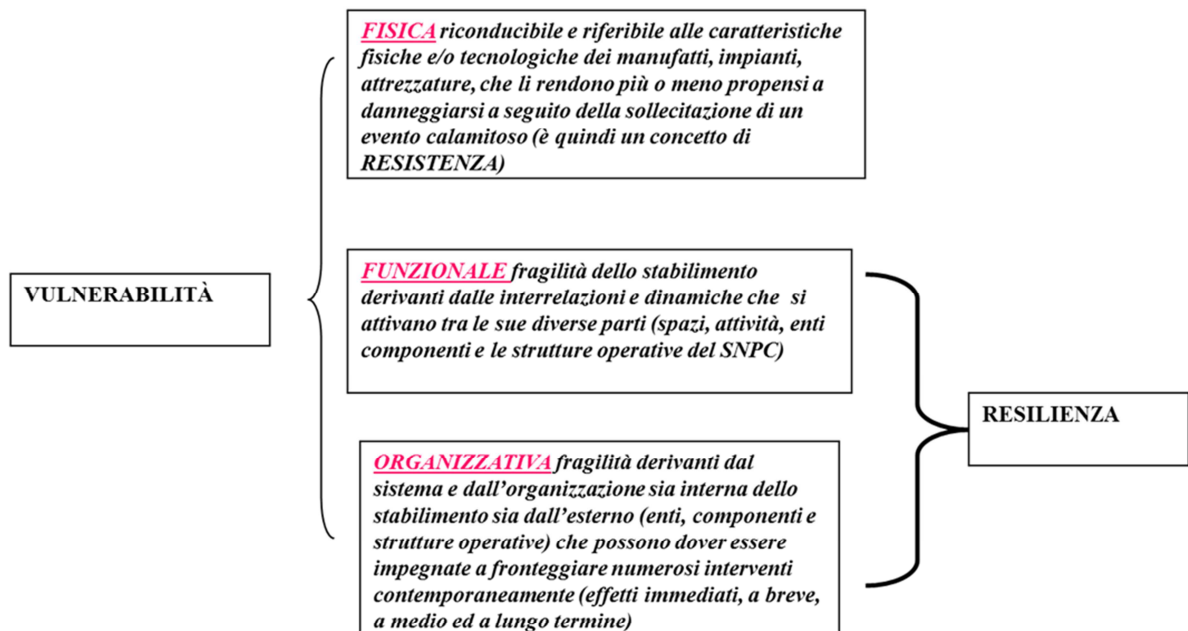 FISICA riconducibile e riferibile alle caratteristiche
fisiche e/o tecnologiche dei manufatti, impianti,
attrezzature, che li rendono più o meno propensi a
danneggiarsi a seguito della sollecitazione di un
evento calamitoso (è quindi un concetto di
RESISTENZA)
VULNERABILITÀ
FUNZIONALE fragilità dello stabilimento
derivanti dalle interrelazioni e dinamiche che si
attivano tra le sue diverse parti (spazi, attività, enti
componenti e le strutture operative del SNPC)
RESILIENZA
ORGANIZZATIVA fragilità derivanti dal
sistema e dall'organizzazione sia interna dello
stabilimento sia dall'esterno (enti, componenti e
strutture operative) che possono dover essere
impegnate a fronteggiare numerosi interventi
contemporaneamente (effetti immediati, a breve,
a medio ed a lungo termine)